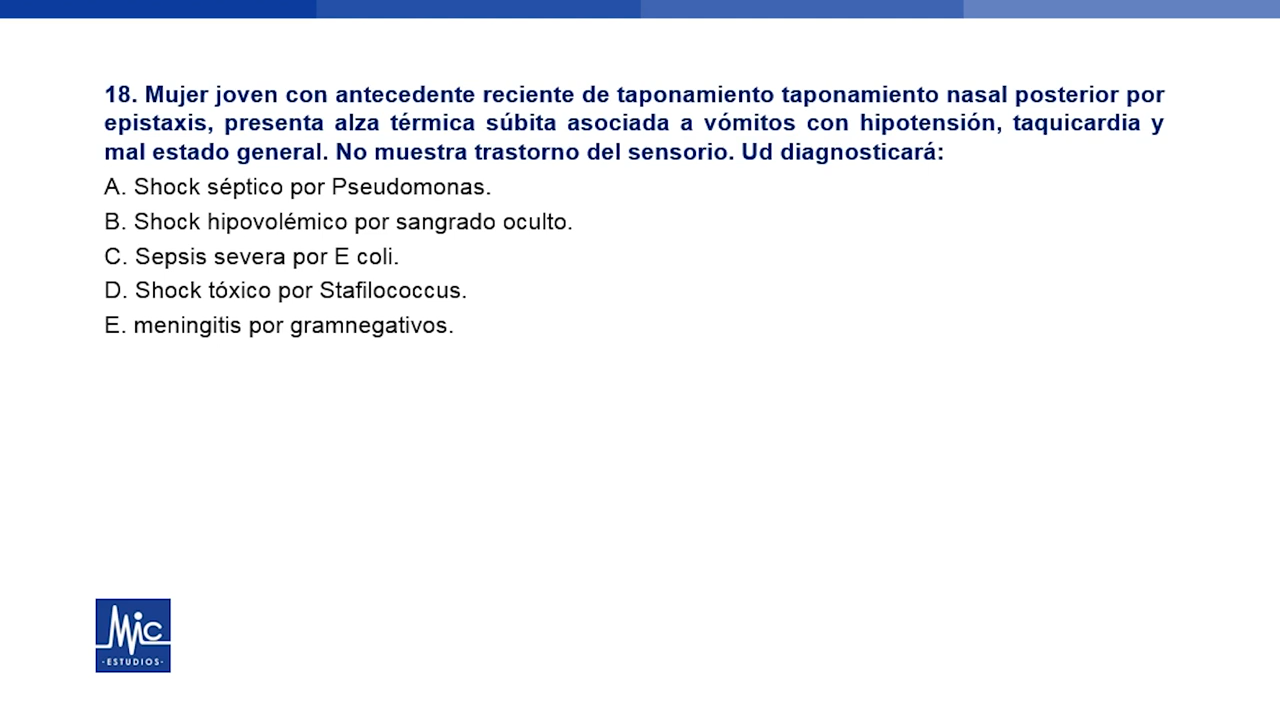 18. Mujer joven con antecedente reciente de taponamiento taponamiento nasal posterior por
epistaxis, presenta alza térmica súbita asociada a vómitos con hipotensión, taquicardia y
mal estado general. No muestra trastorno del sensorio. Ud diagnosticará:
A. Shock séptico por Pseudomonas.
B. Shock hipovolémico por sangrado oculto.
C. Sepsis severa por E coli.
D. Shock tóxico por Stafilococcus.
E. meningitis por gramnegativos.
Mic
·ESTUDIOS·